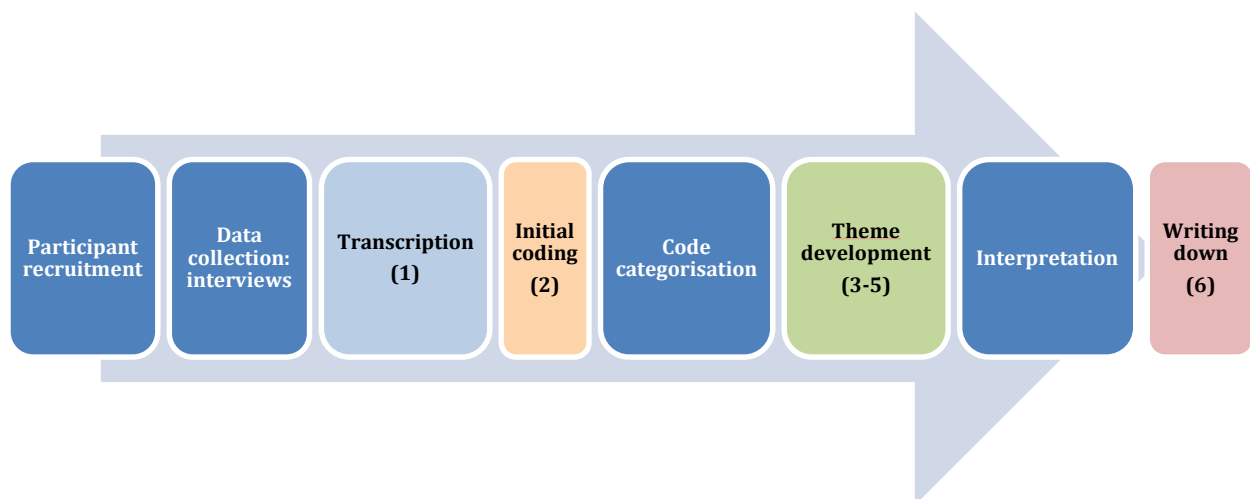 Participant
recruitment
Data
collection:
interviews
Transcription
(1)
Initial
coding
(2)
Code
categorisation
Theme
development
(3-5)
Interpretation
Writing
down
(6)